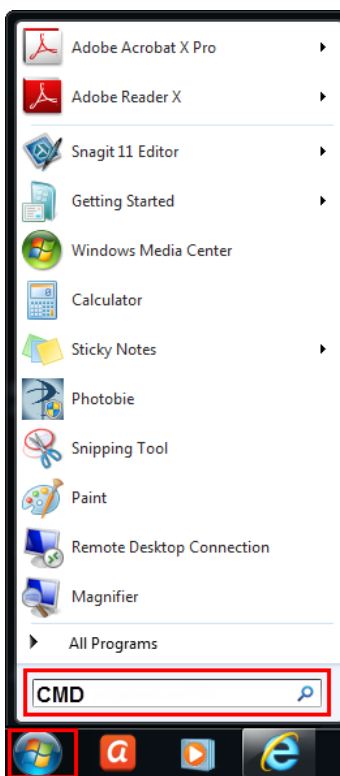 Adobe Acrobat X Pro
Adobe Reader X
Snagit 11 Editor
Getting Started
Windows Media Center
Calculator
Sticky Notes
Photobie
Snipping Tool
Paint
Remote Desktop Connection
Magnifier
All Programs
CMD